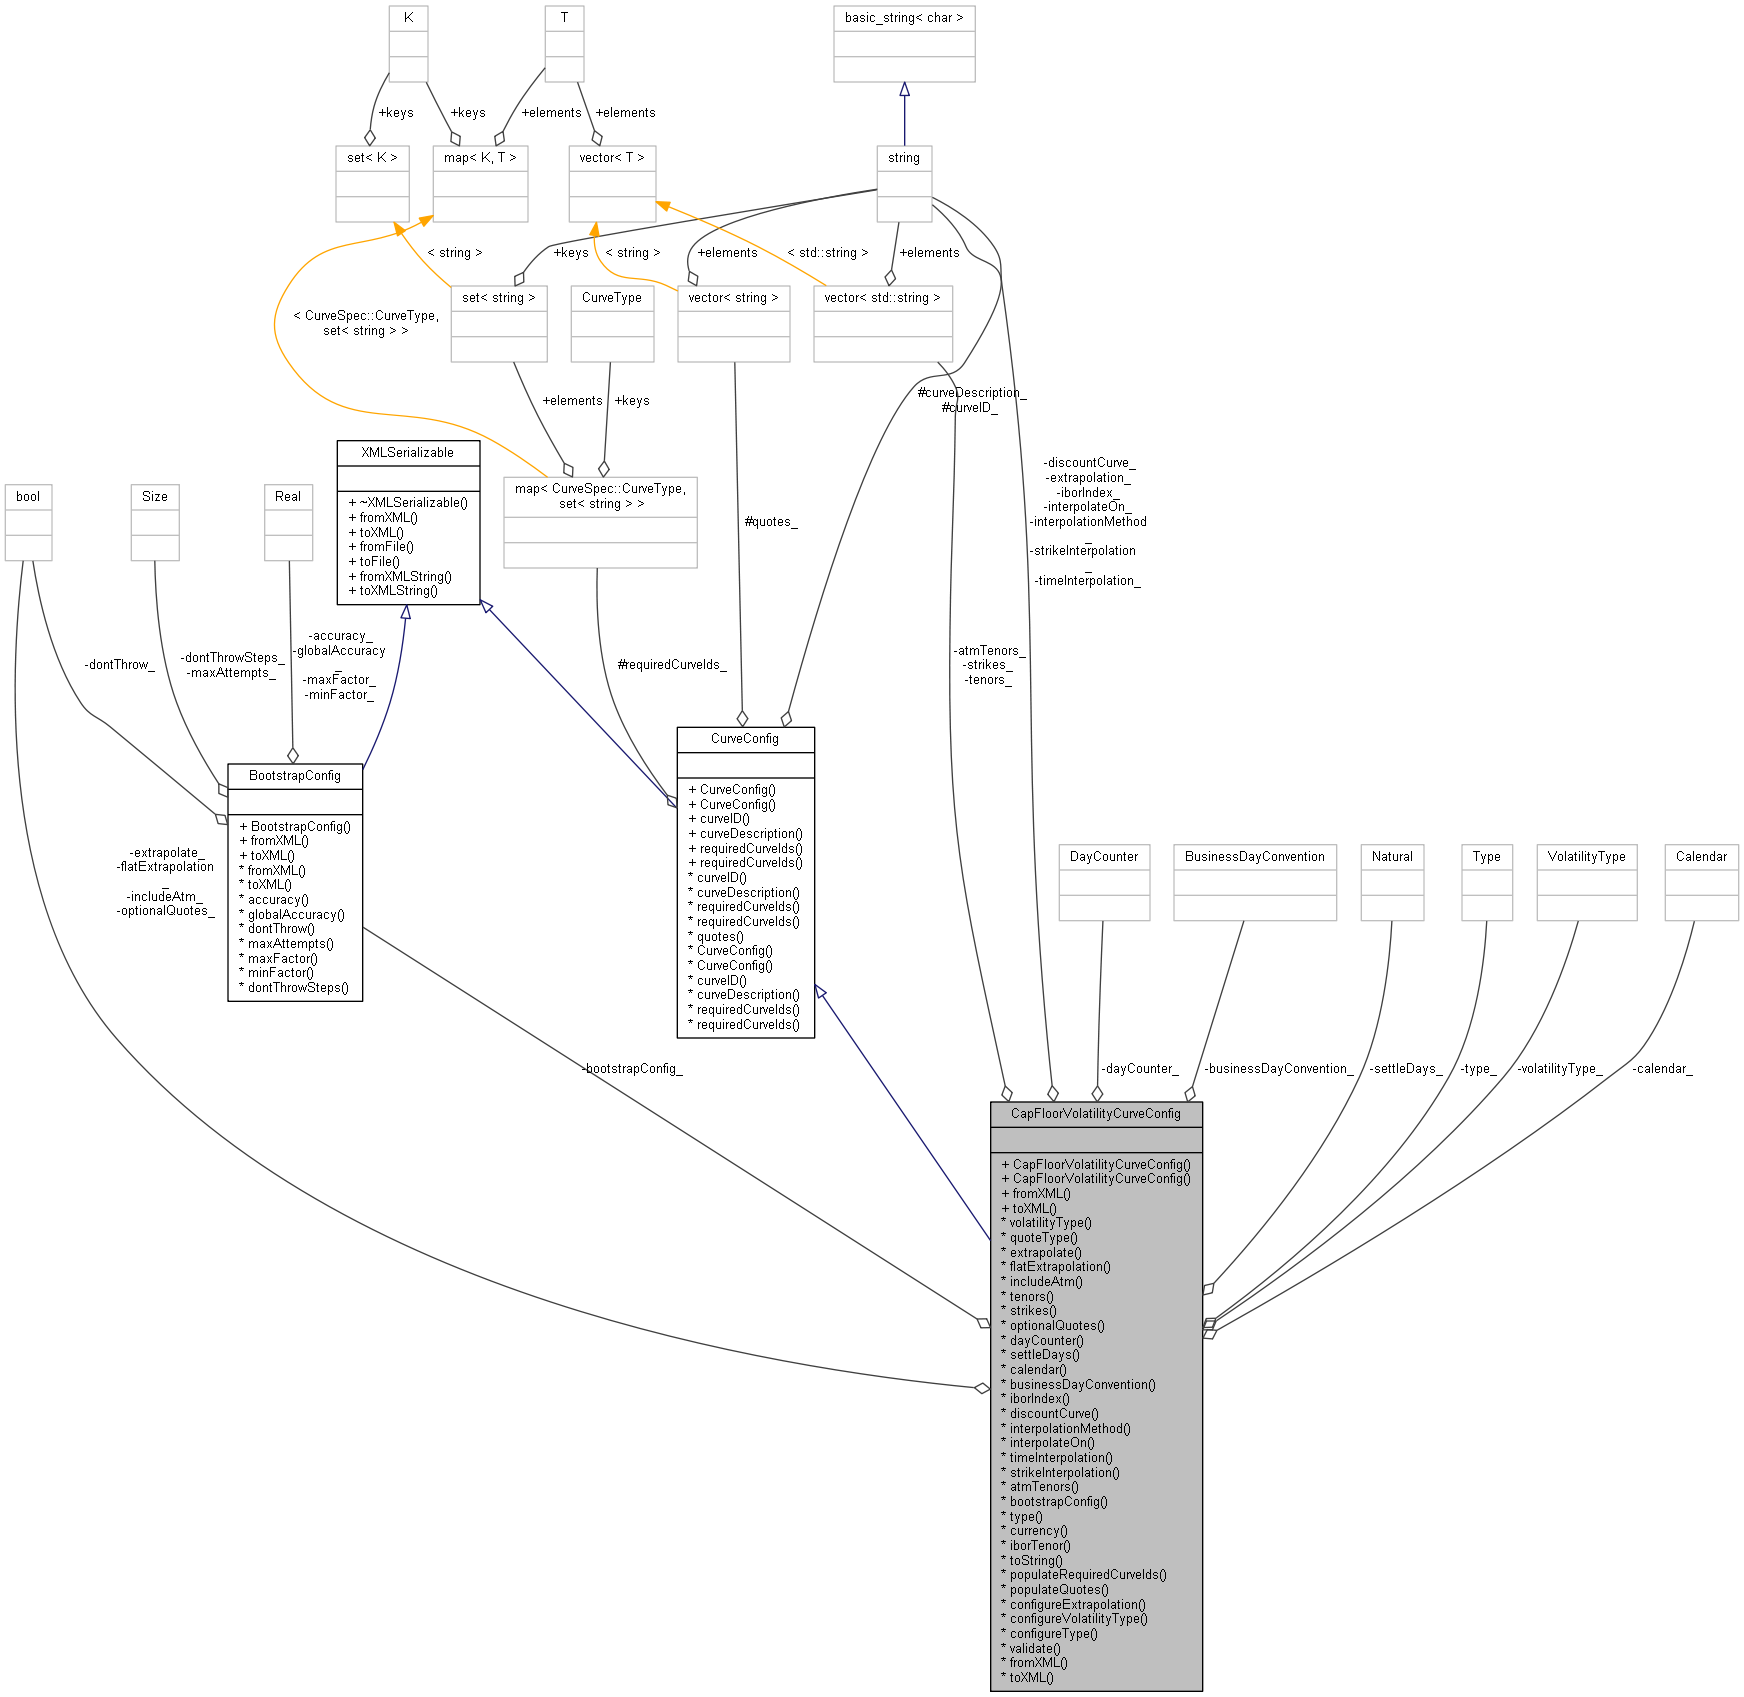 K
T
basic_string< char >
+keys
+keys
+elements
+elements
set< K >
map< K, T >
vector< T >
string
< string >
+keys
< string >
+elements
< std::string >
+elements
set< string >
CurveType
vector< string >
vector< std::string >
< CurveSpec::CurveType,
set< string > >
+elements
+keys
#curveDescription_
#curveID_
XMLSerializable
+ ~XMLSerializable()
+ fromXML()
+ toXML()
+ fromFile()
+ toFile()
+ fromXMLString()
+ toXMLString()
bool
Size
Real
map< CurveSpec::CurveType,
set< string > >
#quotes_
-discountCurve_
-extrapolation_
-iborIndex_
-interpolateOn_
-interpolationMethod
_
-strikeInterpolation
_
-timeInterpolation_
-dontThrow_
-dontThrowSteps_
-maxAttempts_
-accuracy_
-globalAccuracy
_
-maxFactor_
-minFactor_
#requiredCurveIds_
-atmTenors_
-strikes_
-tenors_
BootstrapConfig
+ BootstrapConfig()
+ fromXML()
+ toXML()
* fromXML()
* toXML()
* accuracy()
* globalAccuracy()
* dontThrow()
* maxAttempts()
* maxFactor()
* minFactor()
* dontThrowSteps()
CurveConfig
+ CurveConfig()
+ CurveConfig()
+ curveID()
+ curveDescription()
+ requiredCurveIds()
+ requiredCurveIds()
* curveID()
* curveDescription()
* requiredCurveIds()
* requiredCurveIds()
* quotes()
* CurveConfig()
* CurveConfig()
* curveID()
* curveDescription()
* requiredCurveIds()
* requiredCurveIds()
-extrapolate_
-flatExtrapolation
_
-includeAtm_
-optionalQuotes_
DayCounter
BusinessDayConvention
Natural
Type
VolatilityType
Calendar
-bootstrapConfig_
-dayCounter_
-businessDayConvention_
-settleDays_
-type_
-volatilityType_
-calendar_
CapFloorVolatilityCurveConfig
+ CapFloorVolatilityCurveConfig()
+ CapFloorVolatilityCurveConfig()
+ fromXML()
+ toXML()
* volatilityType()
* quoteType()
* extrapolate()
* flatExtrapolation()
* includeAtm()
* tenors()
* strikes()
* optionalQuotes()
* dayCounter()
* settleDays()
* calendar()
* businessDayConvention()
* iborIndex()
* discountCurve()
* interpolationMethod()
* interpolateOn()
* timeInterpolation()
* strikeInterpolation()
* atmTenors()
* bootstrapConfig()
* type()
* currency()
* iborTenor()
* toString()
* populateRequiredCurveIds()
* populateQuotes()
* configureExtrapolation()
* configureVolatilityType()
* configureType()
* validate()
* fromXML()
* toXML()